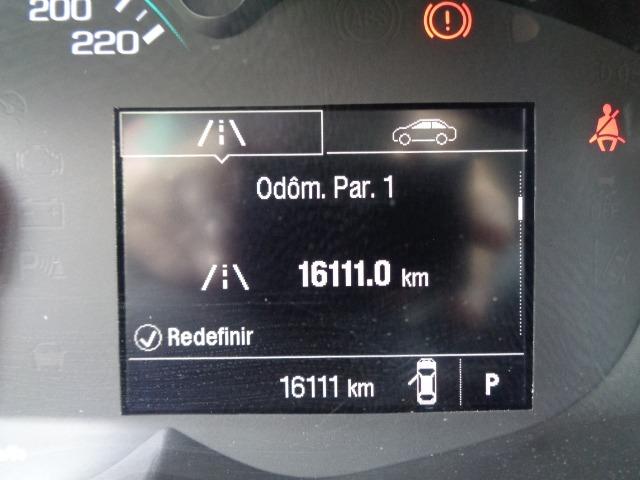 200
220
Odôm. Par. 1
16111.0 km
Redefinir
16111 km P